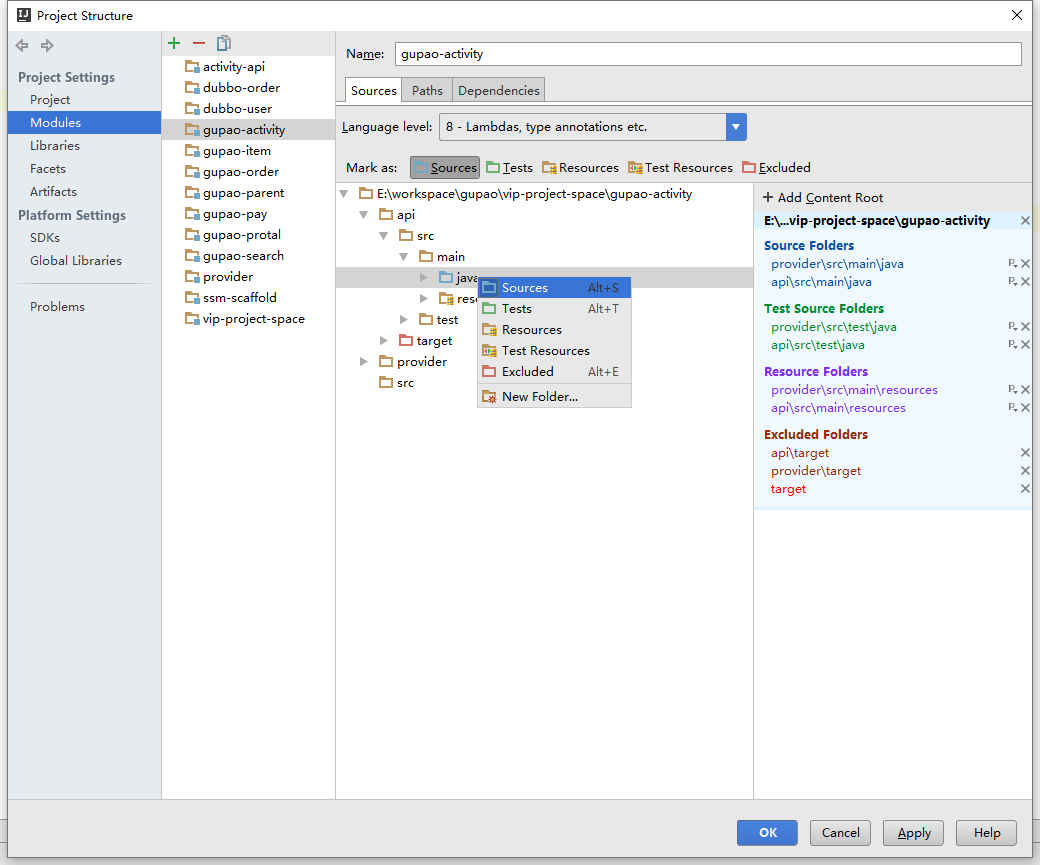 Project Structure
Project Settings
Project
Modules
Libraries
Facets
Artifacts
Platform Settings
SDKs
Global Libraries
Problems
activity-api
dubbo-order
dubbo-user
gupao-activity
gupao-item
gupao-order
gupao-parent
gupao-pay
gupao-protal
gupao-search
provider
ssm-scaffold
vip-project-space
Name: gupao-activity
Sources Paths Dependencies
Language level: 8 - Lambdas, type annotations etc.
Mark as: Sources Tests Resources Test Resources Excluded
E:\workspace\gupao\vip-project-space\gupao-activity
api
src
main
java
res
test
target
provider
src
Sources Alt+S
Tests Alt+T
Resources
Test Resources
Excluded Alt+E
New Folder...
+ Add Content Root
E:\...vip-project-space\gupao-activity
Source Folders
provider\src\main\java
api\src\main\java
Test Source Folders
provider\src\test\java
api\src\test\java
Resource Folders
provider\src\main\resources
api\src\main\resources
Excluded Folders
api\target
provider\target
target
OK Cancel Apply Help